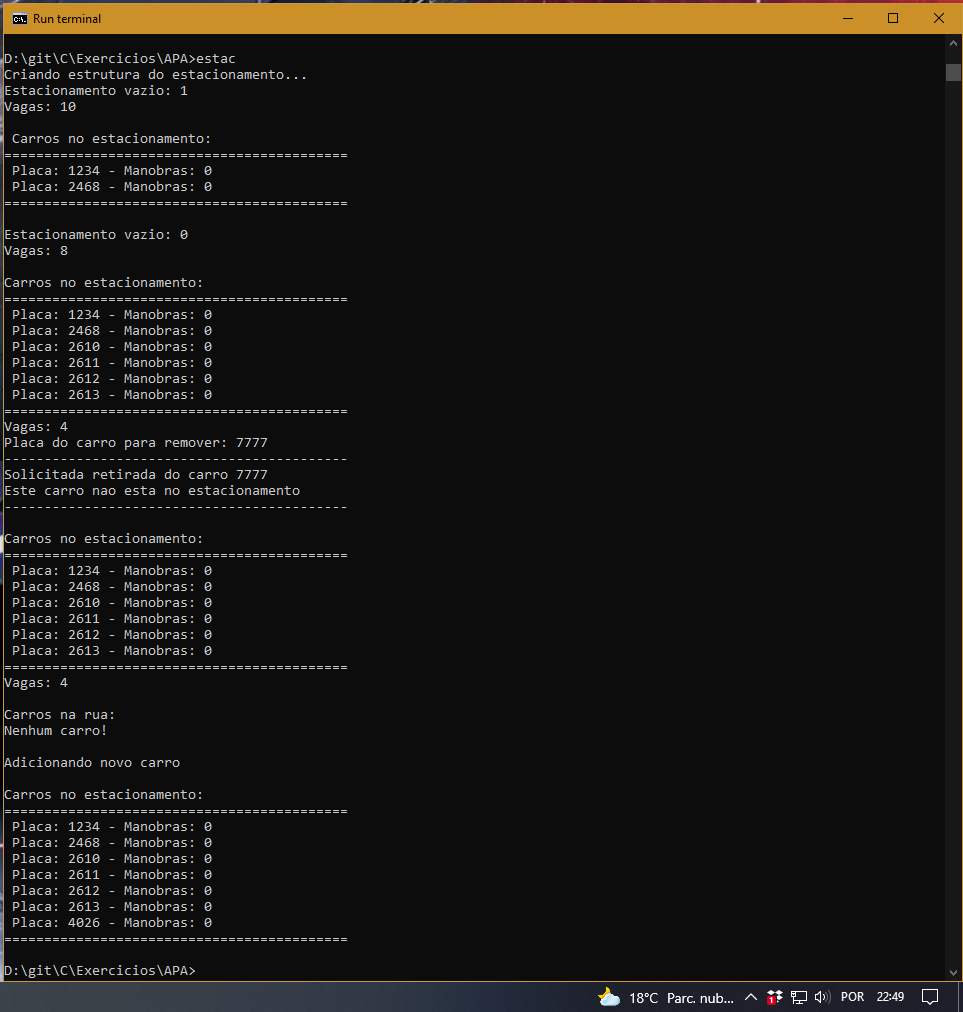 Run terminal
D:\git\C\Exercicios\APA>estac
Criando estrutura do estacionamento...
Estacionamento vazio: 1
Vagas: 10
Carros no estacionamento:
===========================================
Placa: 1234 - Manobras: 0
Placa: 2468 - Manobras: 0
===========================================
Estacionamento vazio: 0
Vagas: 8
Carros no estacionamento:
===========================================
Placa: 1234 - Manobras: 0
Placa: 2468 - Manobras: 0
Placa: 2610 - Manobras: 0
Placa: 2611 - Manobras: 0
Placa: 2612 - Manobras: 0
Placa: 2613 - Manobras: 0
===========================================
Vagas: 4
Placa do carro para remover: 7777
-------------------------------------------
Solicitada retirada do carro 7777
Este carro nao esta no estacionamento
-------------------------------------------
Carros no estacionamento:
===========================================
Placa: 1234 - Manobras: 0
Placa: 2468 - Manobras: 0
Placa: 2610 - Manobras: 0
Placa: 2611 - Manobras: 0
Placa: 2612 - Manobras: 0
Placa: 2613 - Manobras: 0
===========================================
Vagas: 4
Carros na rua:
Nenhum carro!
Adicionando novo carro
Carros no estacionamento:
===========================================
Placa: 1234 - Manobras: 0
Placa: 2468 - Manobras: 0
Placa: 2610 - Manobras: 0
Placa: 2611 - Manobras: 0
Placa: 2612 - Manobras: 0
Placa: 2613 - Manobras: 0
Placa: 4026 - Manobras: 0
===========================================
D:\git\C\Exercicios\APA>
18°C Parc. nub... 1 POR 22:49